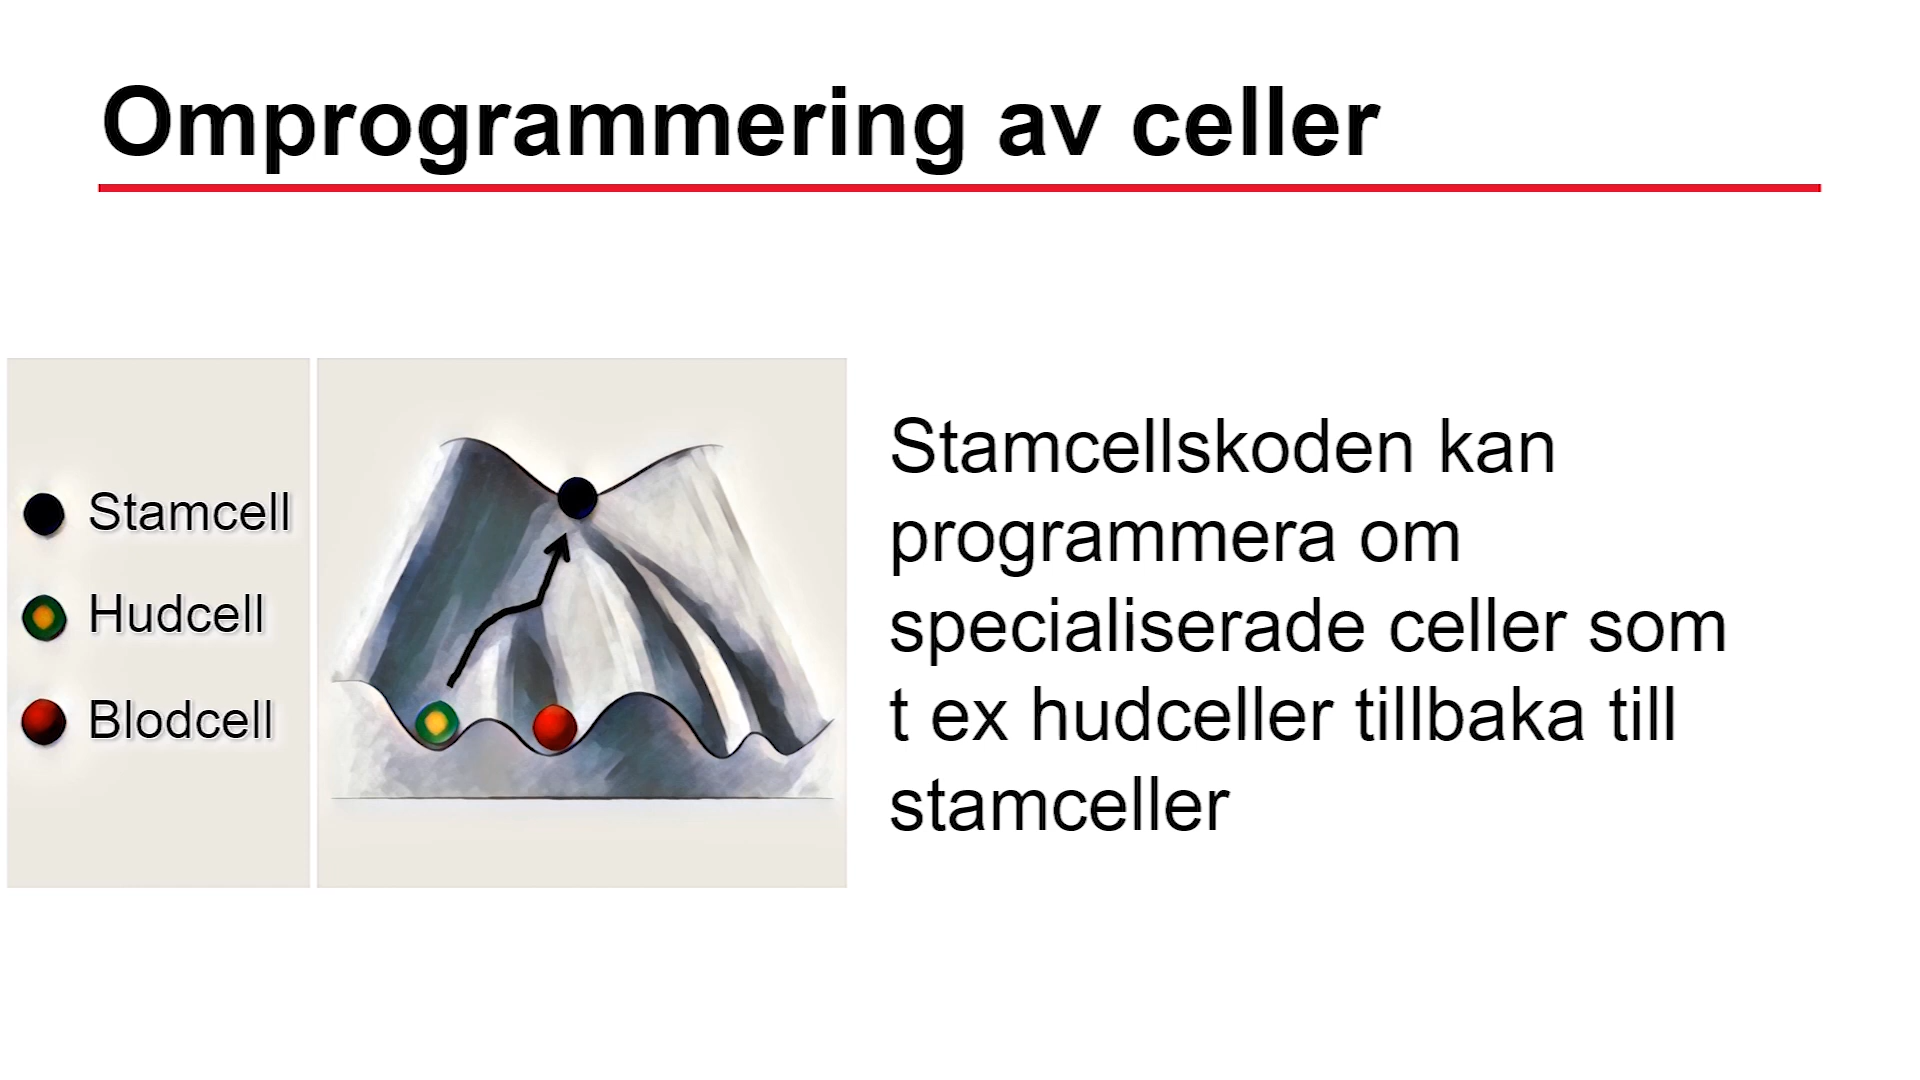 Omprogrammering av celler
Stamcell
Hudcell
Blodcell
Stamcellskoden kan
programmera om
specialiserade celler som
t ex hudceller tillbaka till
stamceller